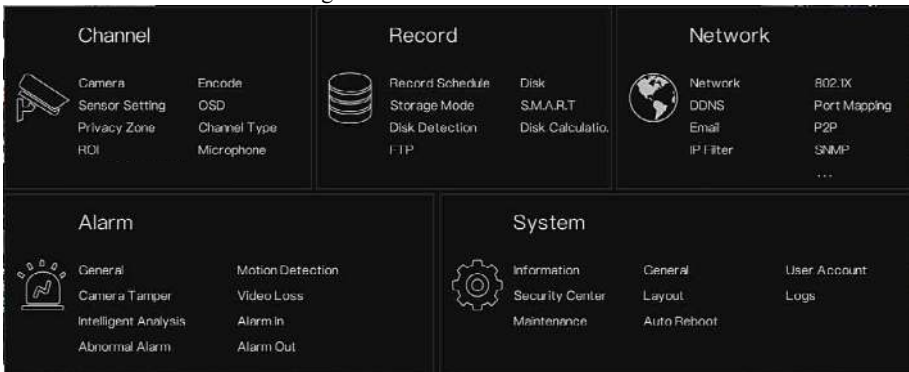 Channel
Camera Encode
Sensor Setting OSD
Privacy Zone Channel Type
ROI Microphone
Record
Record Schedule Disk
Storage Mode S.M.A.R.T
Disk Detection Disk Calculatio.
FTP
Network
Network 802.1X
DDNS Port Mapping
Email P2P
IP Filter SNMP
...
Alarm
General Motion Detection
Camera Tamper Video Loss
Intelligent Analysis Alarm In
Abnormal Alarm Alarm Out
System
Information General User Account
Security Center Layout Logs
Maintenance Auto Reboot